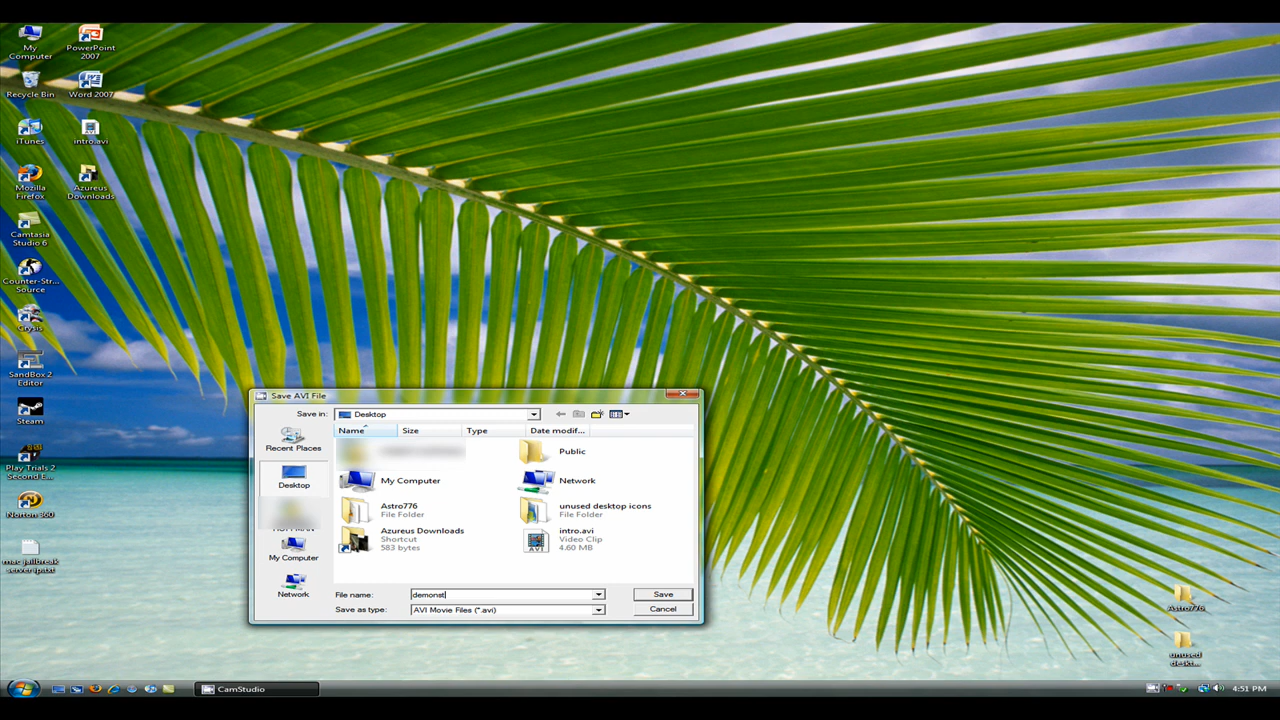 My
Computer
PowerPoint
2007
Recycle Bin
Word 2007
iTunes
intro.avi
Mozilla
Firefox
Azureus
Downloads
Camtasia
Studio 6
Counter-Str...
Source
Grysis
SandBox 2
Editor
Steam
Play Trials 2
Second E...
Norton 360
mac jailbreak
server ip.txt
Save AVI File
Save in:
Desktop
Name
Size
Type
Date modif...
Recent Places
Desktop
My Computer
Network
Public
My Computer
Network
Astro776
File Folder
unused desktop icons
File Folder
Azureus Downloads
Shortcut
583 bytes
intro.avi
Video Clip
4.60 MB
File name:
demonst
Save
Save as type:
AVI Movie Files (*.avi)
Cancel
Astro776
unused
deskt...
CamStudio
4:51 PM